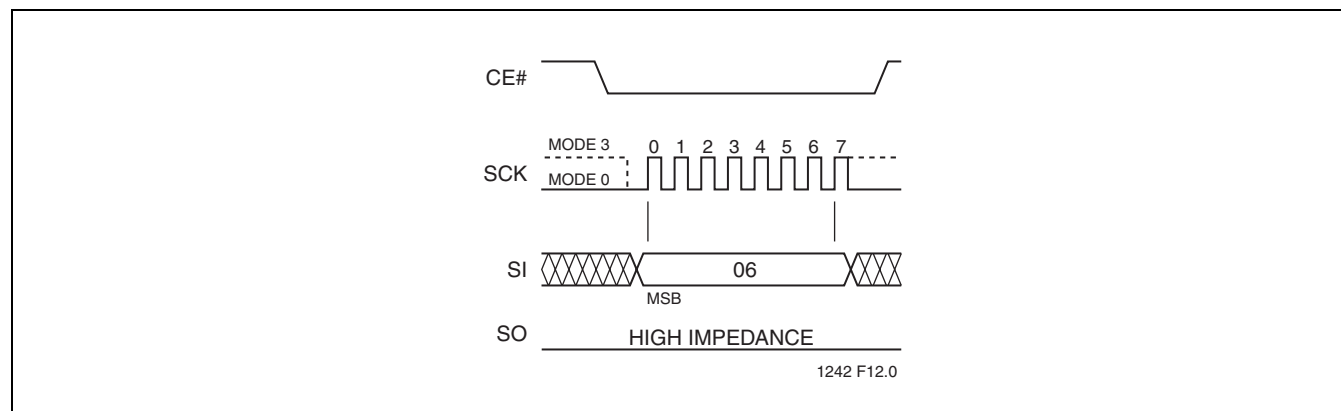 CE#
MODE 3 0 1 2 3 4 5 6 7
SCK
MODE 0
SI 06
MSB
SO HIGH IMPEDANCE
1242 F12.0